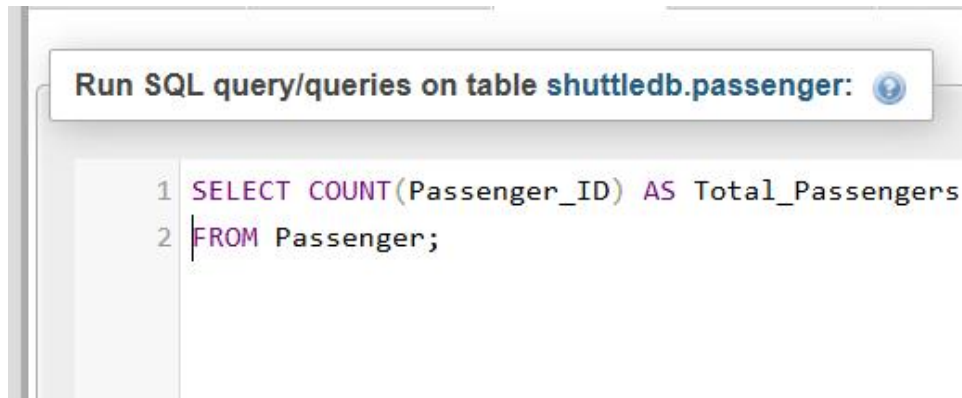 Run SQL query/queries on table shuttledb.passenger:
1 SELECT COUNT(Passenger_ID) AS Total_Passengers
2 FROM Passenger;